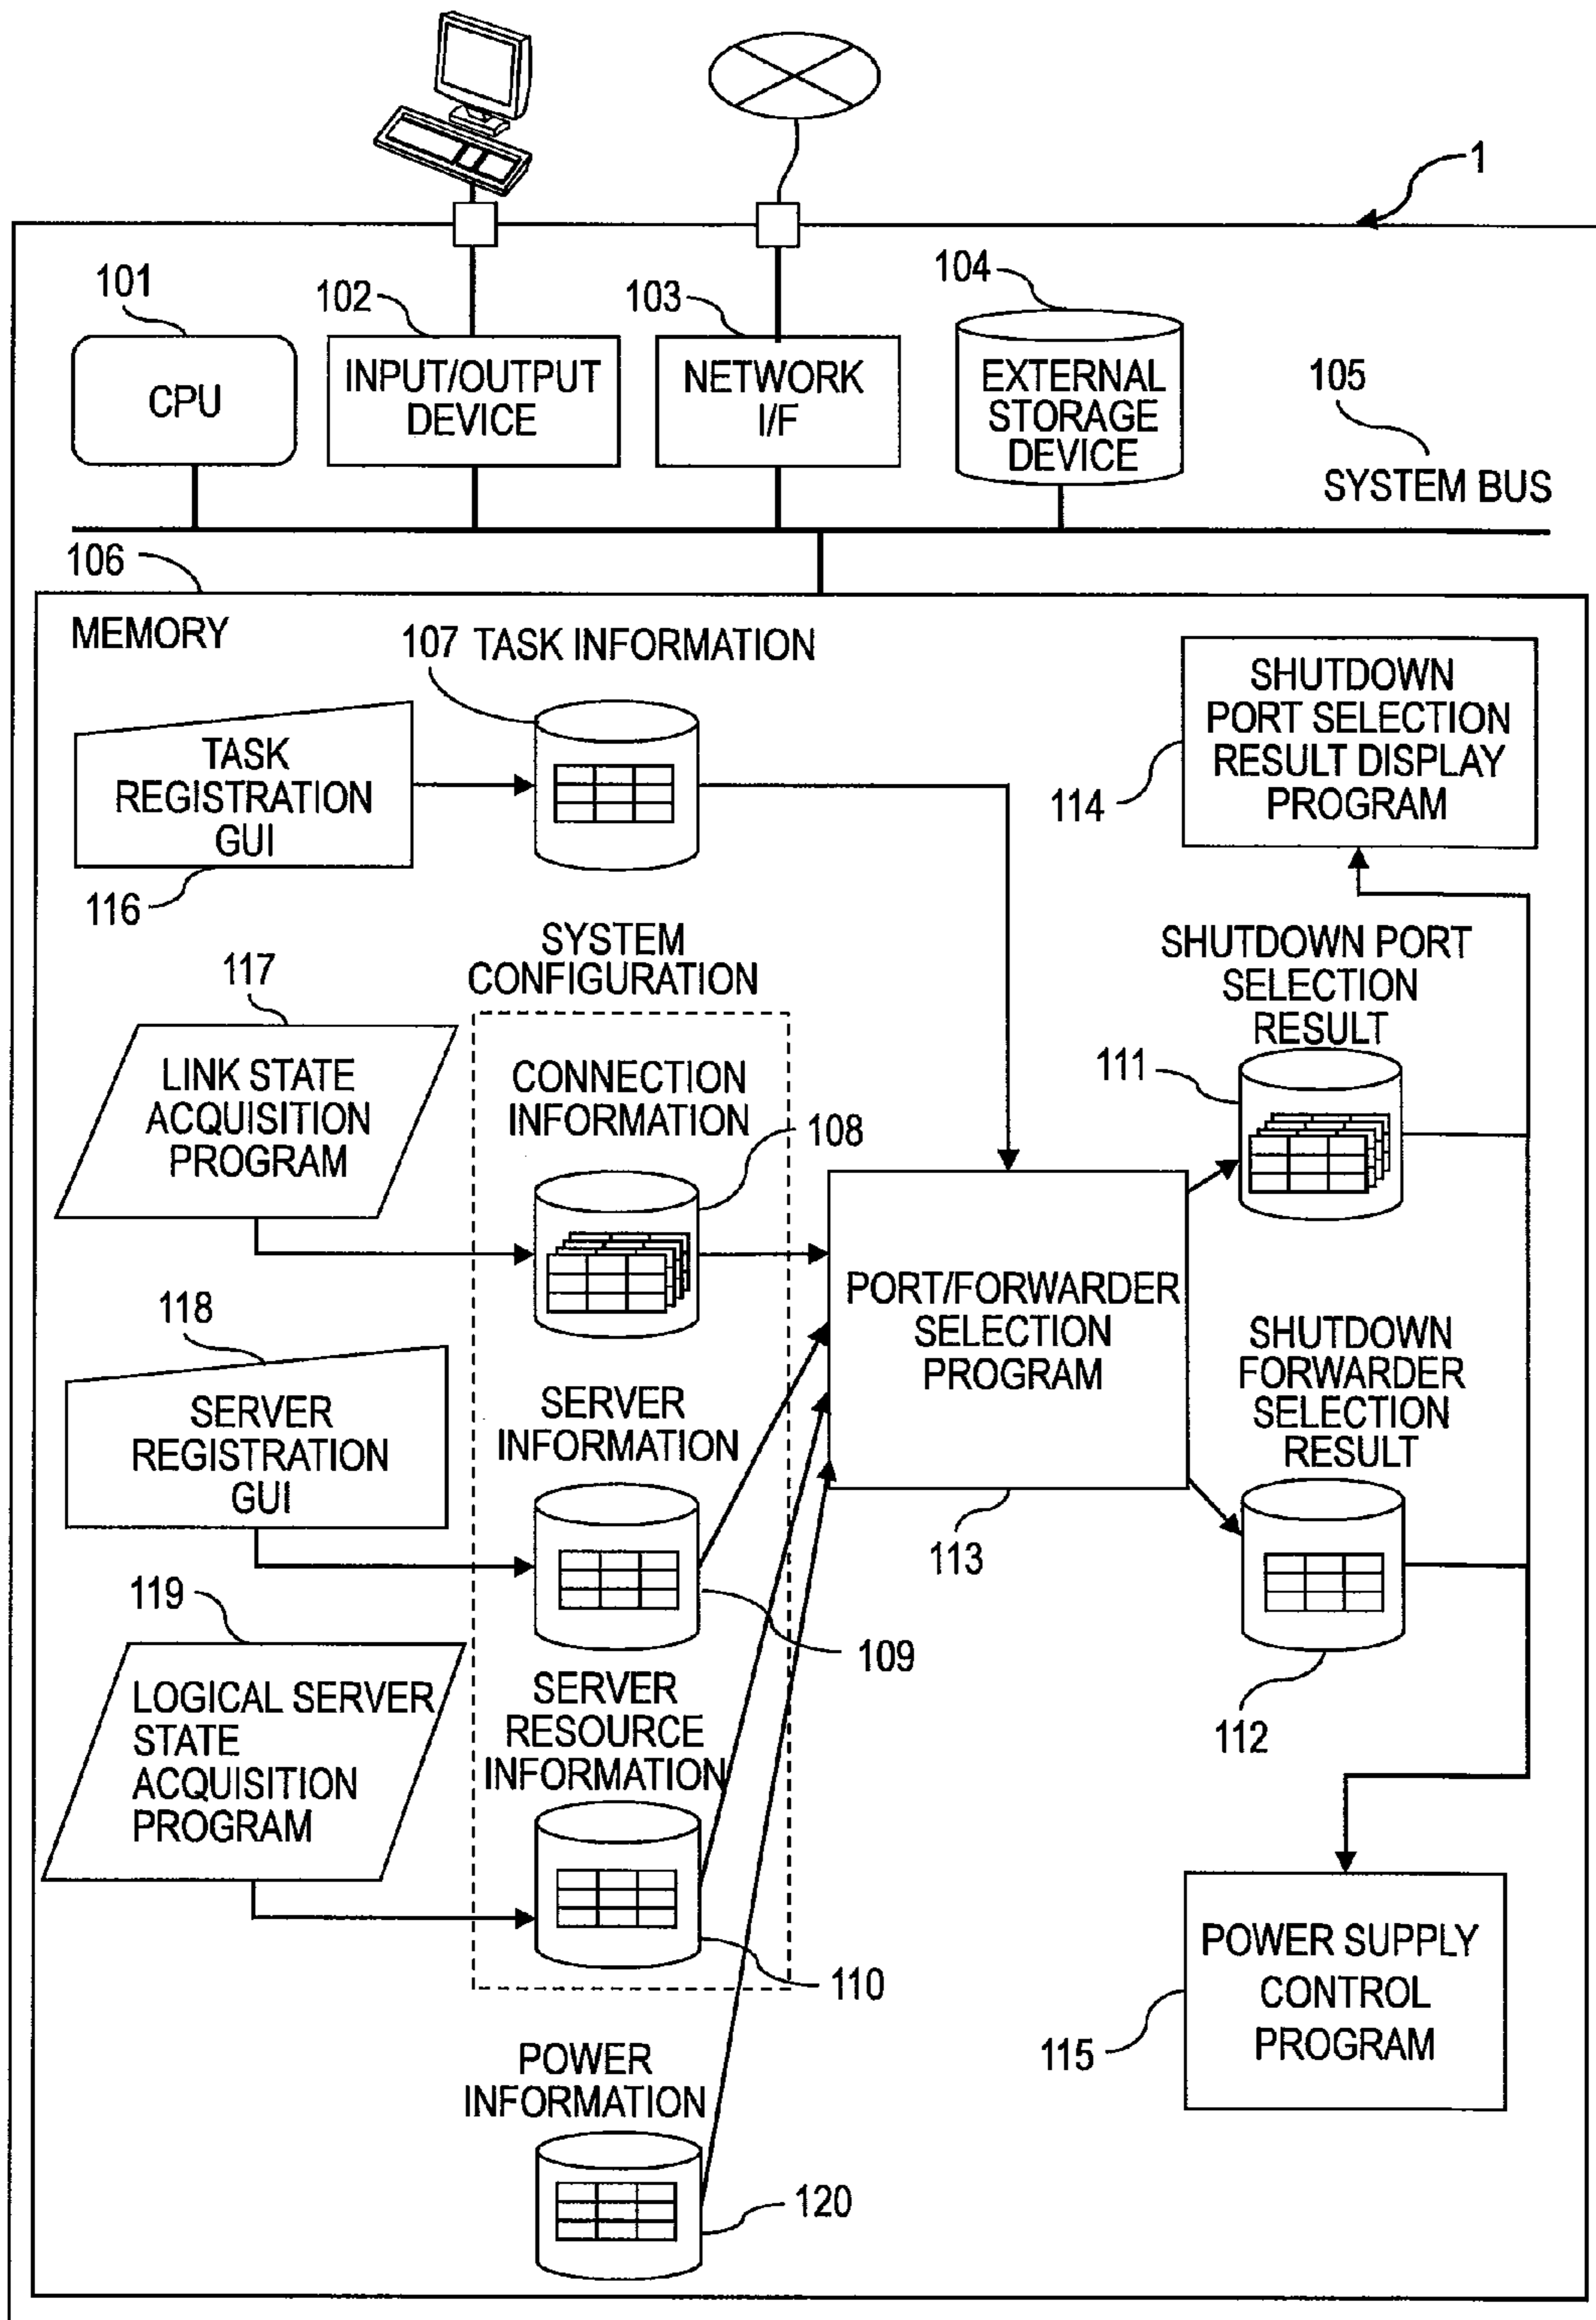 1
101
102
103
104
CPU
INPUT/OUTPUT
DEVICE
NETWORK
I/F
EXTERNAL
STORAGE
DEVICE
105
SYSTEM BUS
106
MEMORY
107 TASK INFORMATION
TASK
REGISTRATION
GUI
116
SHUTDOWN
PORT SELECTION
RESULT DISPLAY
PROGRAM
114
SYSTEM
CONFIGURATION
117
LINK STATE
ACQUISITION
PROGRAM
CONNECTION
INFORMATION
108
SHUTDOWN PORT
SELECTION
RESULT
111
118
SERVER
REGISTRATION
GUI
SERVER
INFORMATION
109
PORT/FORWARDER
SELECTION
PROGRAM
113
SHUTDOWN
FORWARDER
SELECTION
RESULT
112
119
LOGICAL SERVER
STATE
ACQUISITION
PROGRAM
SERVER
RESOURCE
INFORMATION
110
POWER SUPPLY
CONTROL
PROGRAM
115
POWER
INFORMATION
120